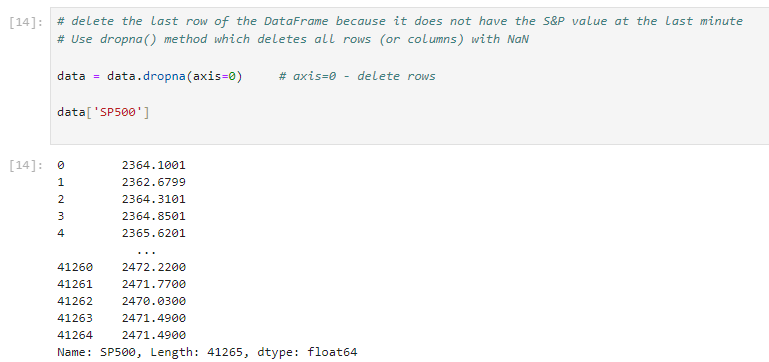 [14]: # delete the last row of the DataFrame because it does not have the S&P value at the last minute
# Use dropna() method which deletes all rows (or columns) with NaN
data = data.dropna(axis=0)     # axis=0 - delete rows
data['SP500']
[14]: 0        2364.1001
1        2362.6799
2        2364.3101
3        2364.8501
4        2365.6201
...
41260    2472.2200
41261    2471.7700
41262    2470.0300
41263    2471.4900
41264    2471.4900
Name: SP500, Length: 41265, dtype: float64